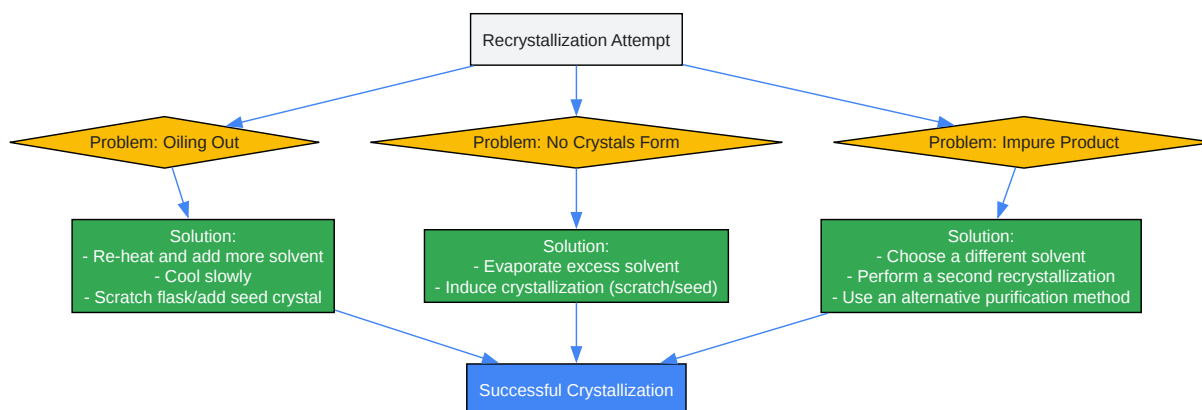 Recrystallization Attempt
Problem: Oiling Out
Problem: No Crystals Form
Problem: Impure Product
Solution:
- Re-heat and add more solvent
- Cool slowly
- Scratch flask/add seed crystal
Solution:
- Evaporate excess solvent
- Induce crystallization (scratch/seed)
Solution:
- Choose a different solvent
- Perform a second recrystallization
- Use an alternative purification method
Successful Crystallization